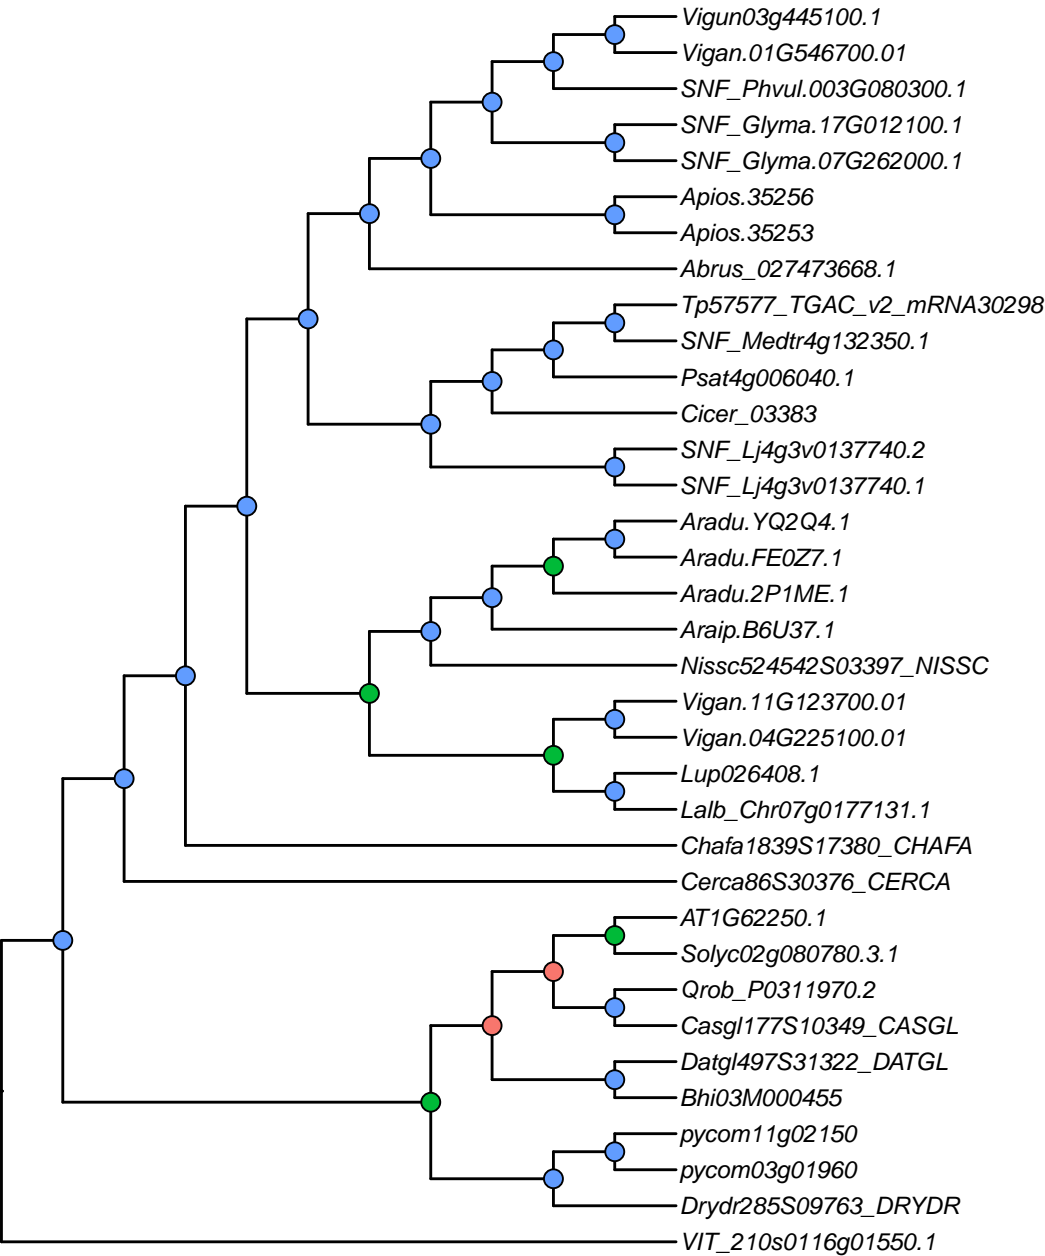 Vigun03g445100.1
Vigan.01G546700.01
SNF_Phvul.003G080300.1
SNF_Glyma.17G012100.1
SNF_Glyma.07G262000.1
Apios.35256
Apios.35253
Abrus_027473668.1
Tp57577_TGAC_v2_mRNA30298
SNF_Medtr4g132350.1
Psat4g006040.1
Cicer_03383
SNF_Lj4g3v0137740.2
SNF_Lj4g3v0137740.1
Aradu.YQ2Q4.1
Aradu.FE0Z7.1
Aradu.2P1ME.1
Araip.B6U37.1
Nissc524542S03397_NISSC
Vigan.11G123700.01
Vigan.04G225100.01
Lup026408.1
Lalb_Chr07g0177131.1
Chafa1839S17380_CHAFA
Cerca86S30376_CERCA
AT1G62250.1
Solyc02g080780.3.1
Qrob_P0311970.2
Casgl177S10349_CASGL
Datgl497S31322_DATGL
Bhi03M000455
pycom11g02150
pycom03g01960
Drydr285S09763_DRYDR
VIT_210s0116g01550.1